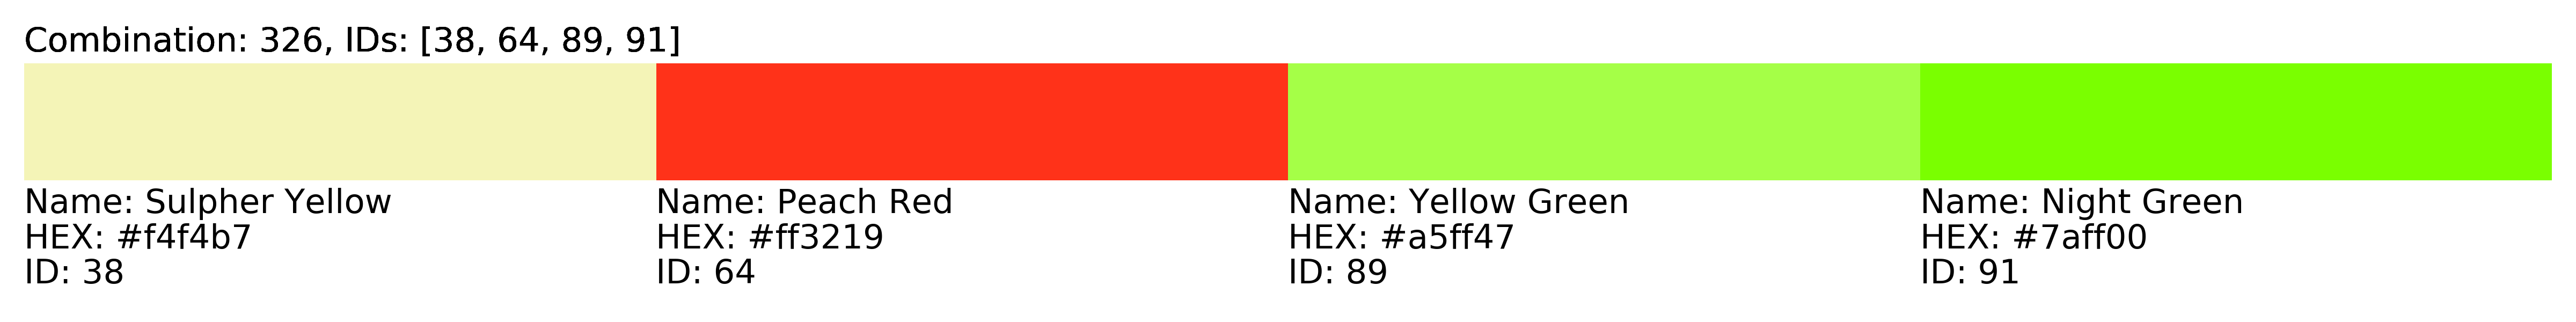 Combination: 326, IDs: [38, 64, 89, 91]
Name: Sulpher Yellow
HEX: #f4f4b7
ID: 38
Name: Peach Red
HEX: #ff3219
ID: 64
Name: Yellow Green
HEX: #a5ff47
ID: 89
Name: Night Green
HEX: #7aff00
ID: 91